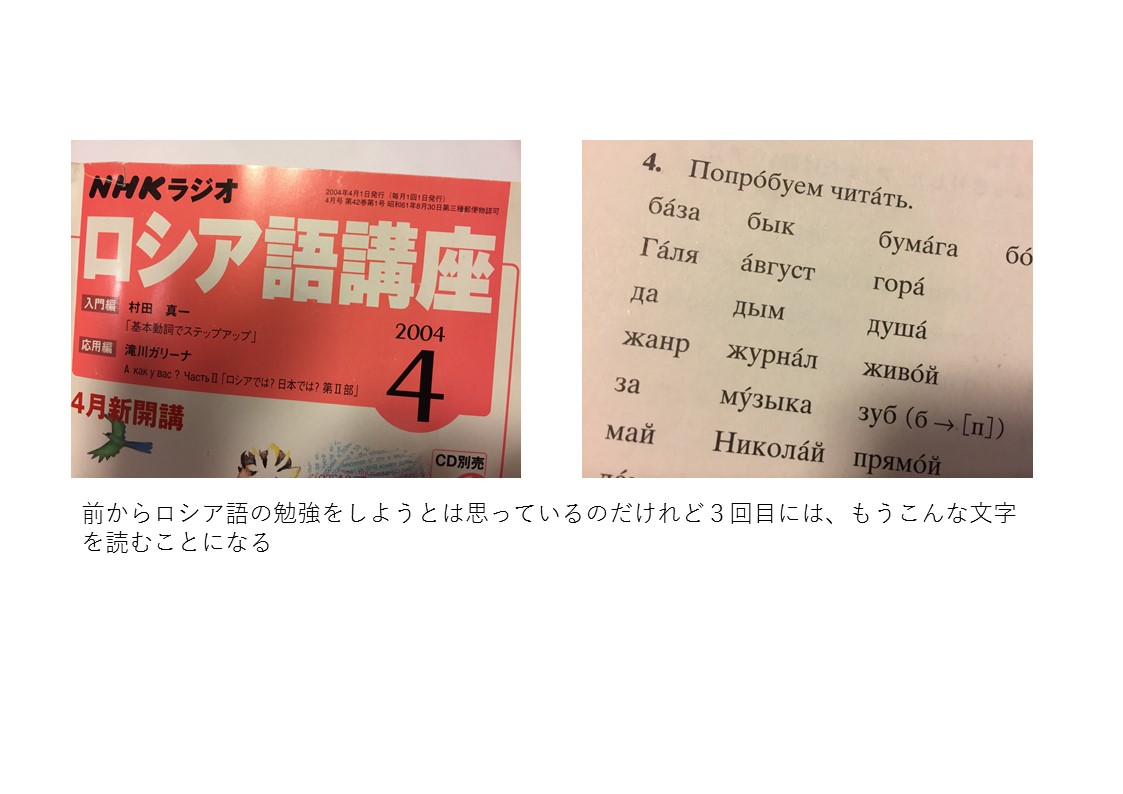 NHKラジオ
2004年4月1日発行（毎月1回1日発行）
4月号 第42巻第1号 昭和61年8月30日第三種郵便物認可
ロシア語講座
入門編 村田　真一
「基本動詞でステップアップ」
応用編 滝川ガリーナ
А как у вас ? Часть II「ロシアでは? 日本では? 第II部」
2004
4
4月新開講
CD別売
4. Попро́буем чита́ть.
ба́за бык бума́га бо́
Га́ля а́вгуст гора́
да дым душа́
жанр журна́л живо́й
за му́зыка зуб (б→[п])
май Никола́й прямо́й
前からロシア語の勉強をしようとは思っているのだけれど３回目には、もうこんな文字
を読むことになる